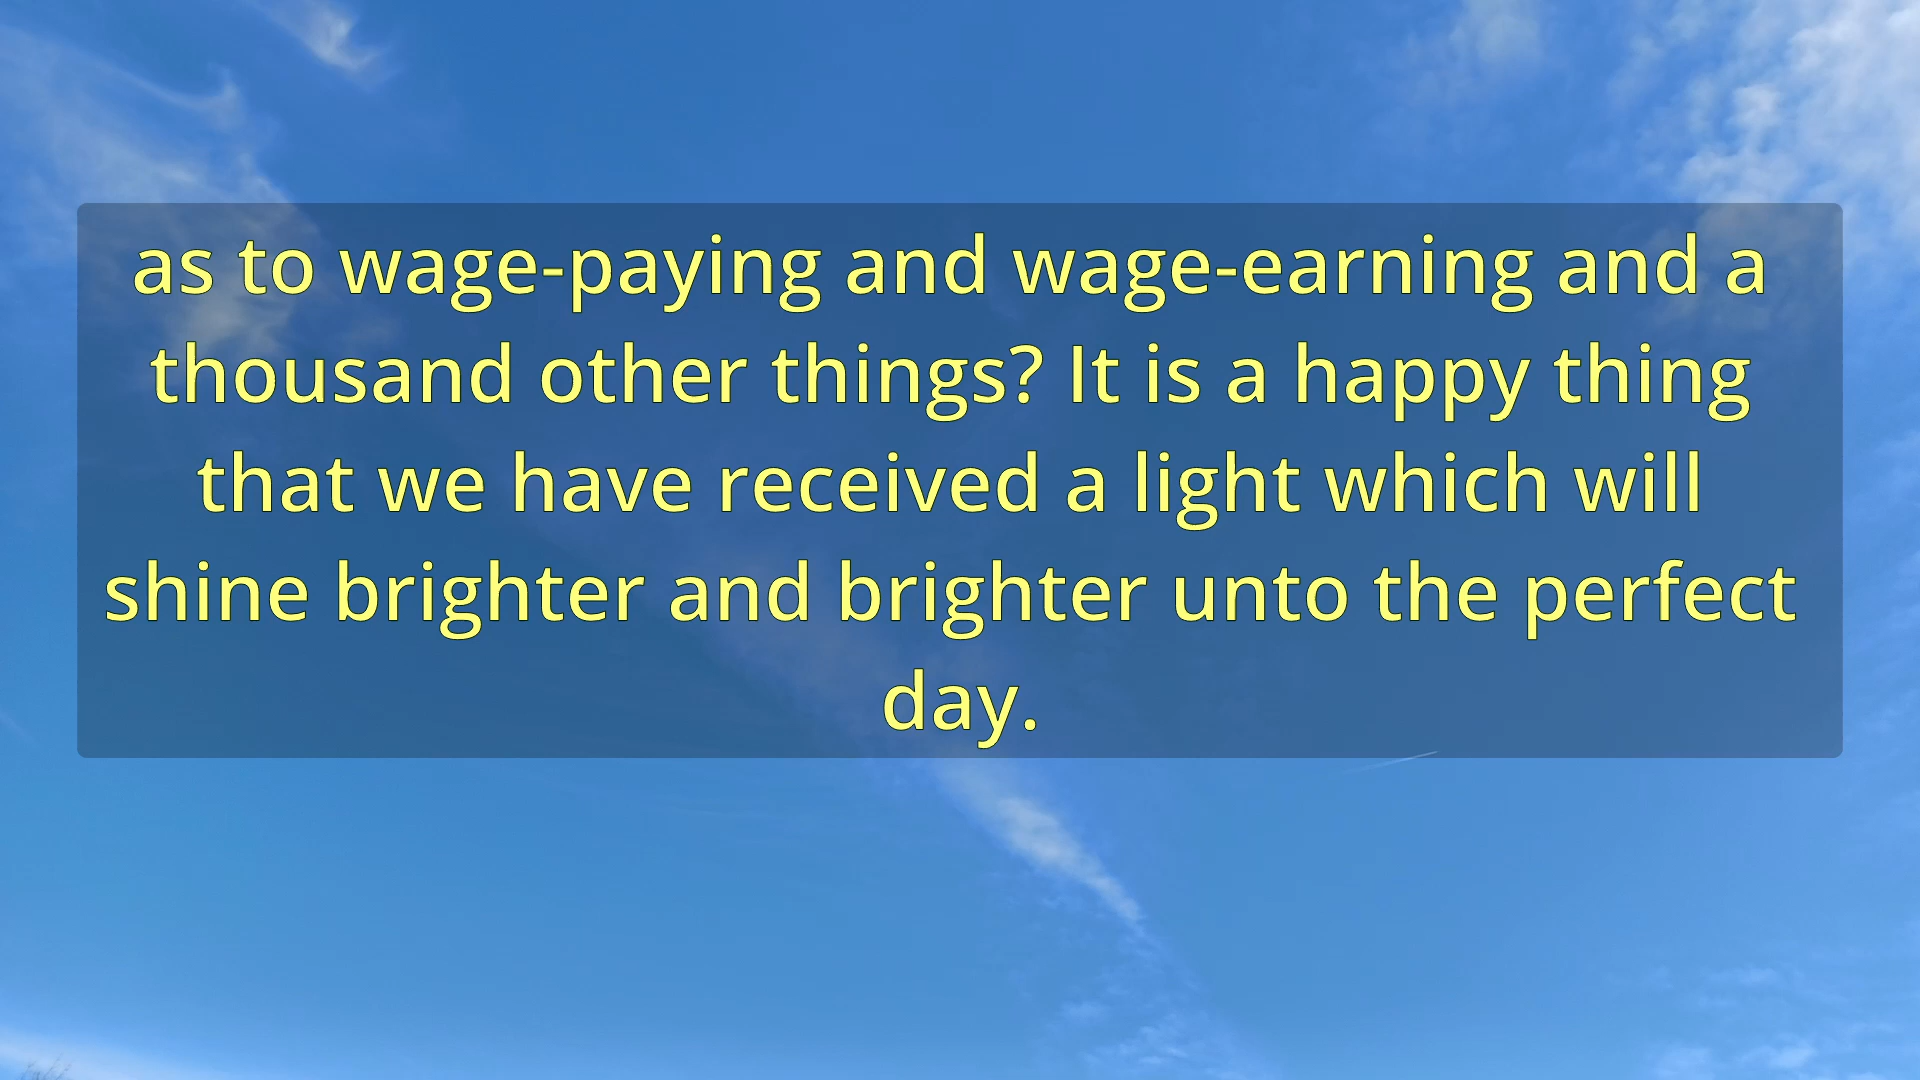 as to wage-paying and wage-earning and a
thousand other things? It is a happy thing
that we have received a light which will
shine brighter and brighter unto the perfect
day.